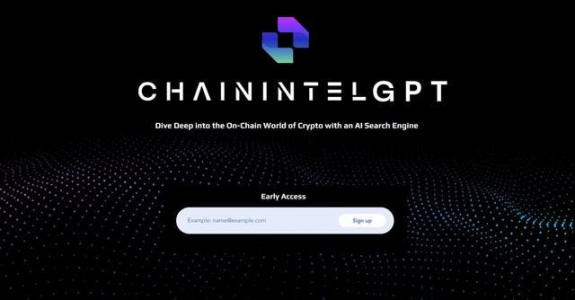 CHAININTELGPT
Dive Deep into the On-Chain World of Crypto with an AI Search Engine
Early Access
Example: name@example.com Sign up